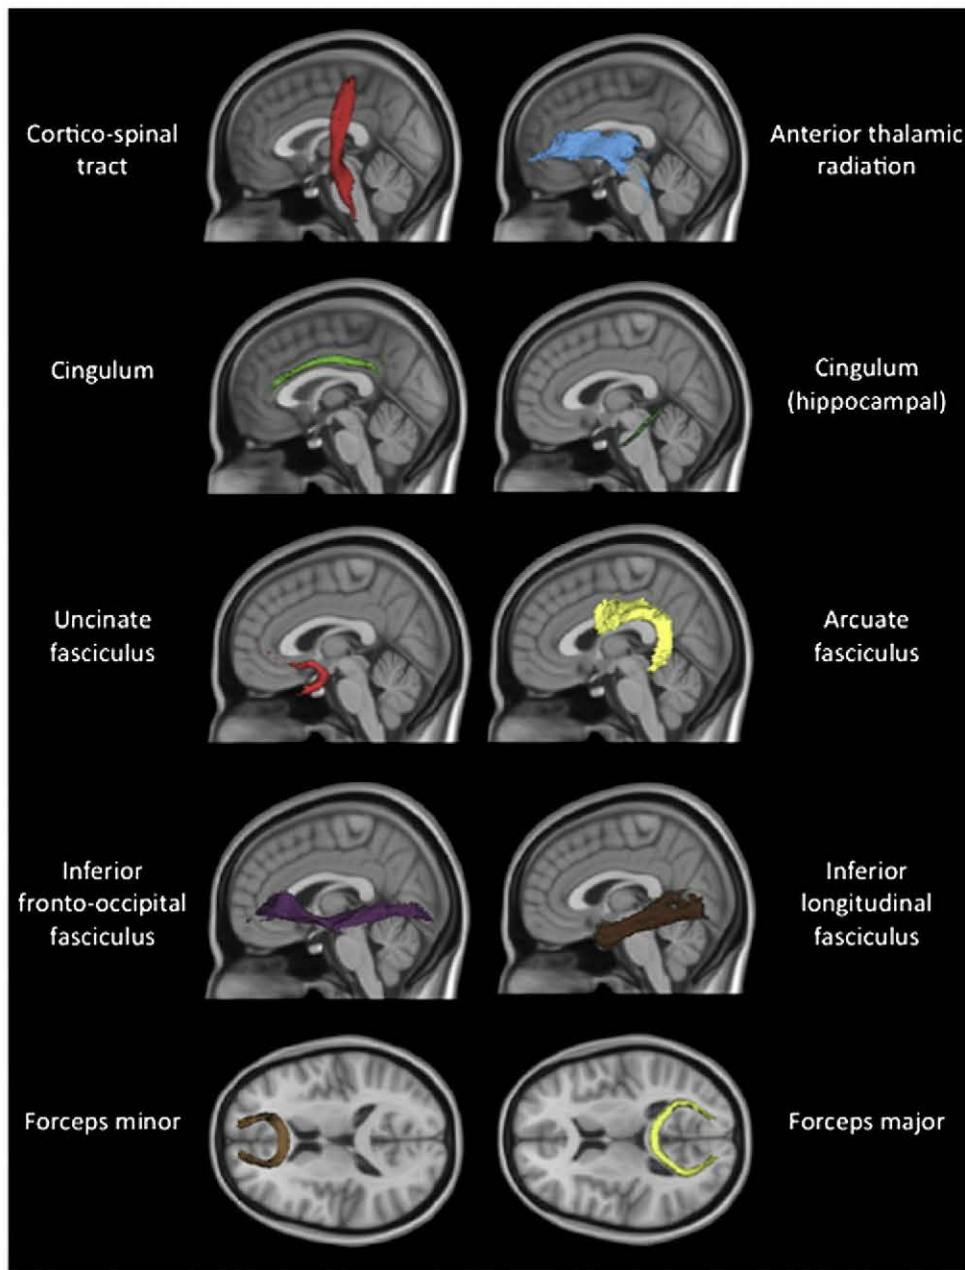 Cortico-spinal
tract
Anterior thalamic
radiation
Cingulum
Cingulum
(hippocampal)
Uncinate
fasciculus
Arcuate
fasciculus
Inferior
fronto-occipital
fasciculus
Inferior
longitudinal
fasciculus
Forceps minor
Forceps major